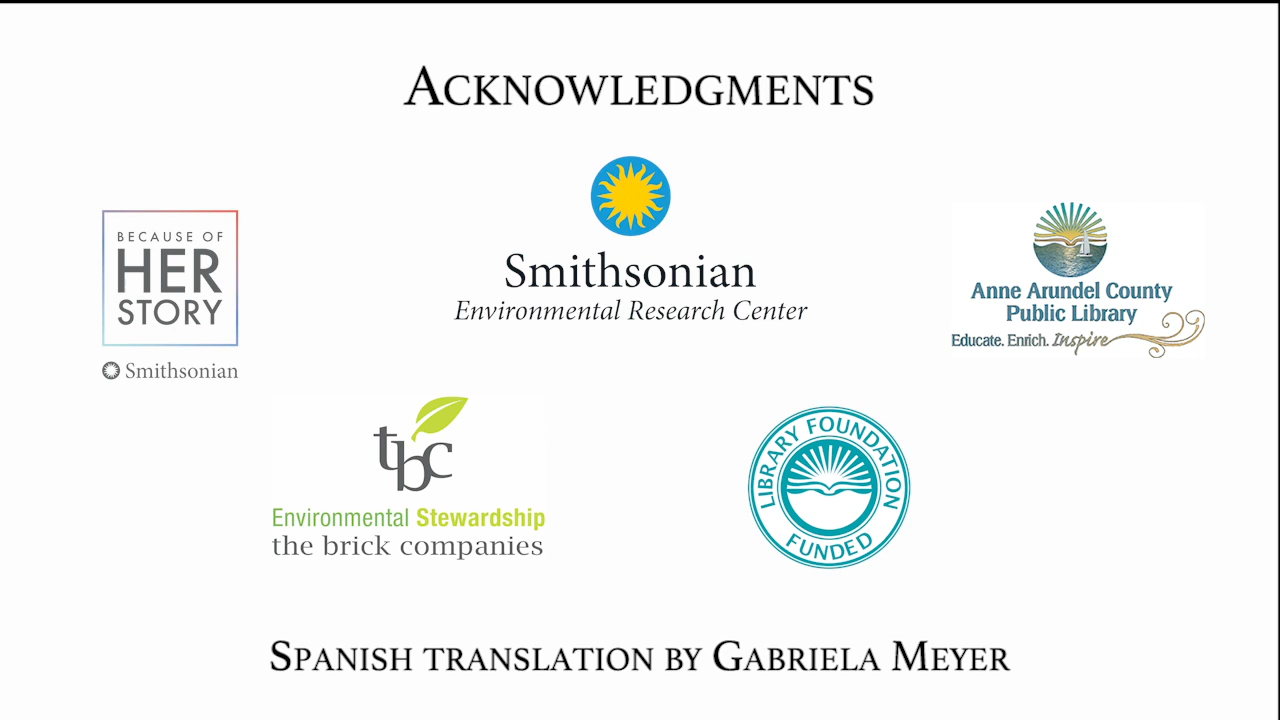 ACKNOWLEDGMENTS
BECAUSE OF
HER
STORY
Smithsonian
Smithsonian
Environmental Research Center
Anne Arundel County
Public Library
Educate. Enrich. Inspire
tbc
Environmental Stewardship
the brick companies
LIBRARY FOUNDATION
FUNDED
SPANISH TRANSLATION BY GABRIELA MEYER